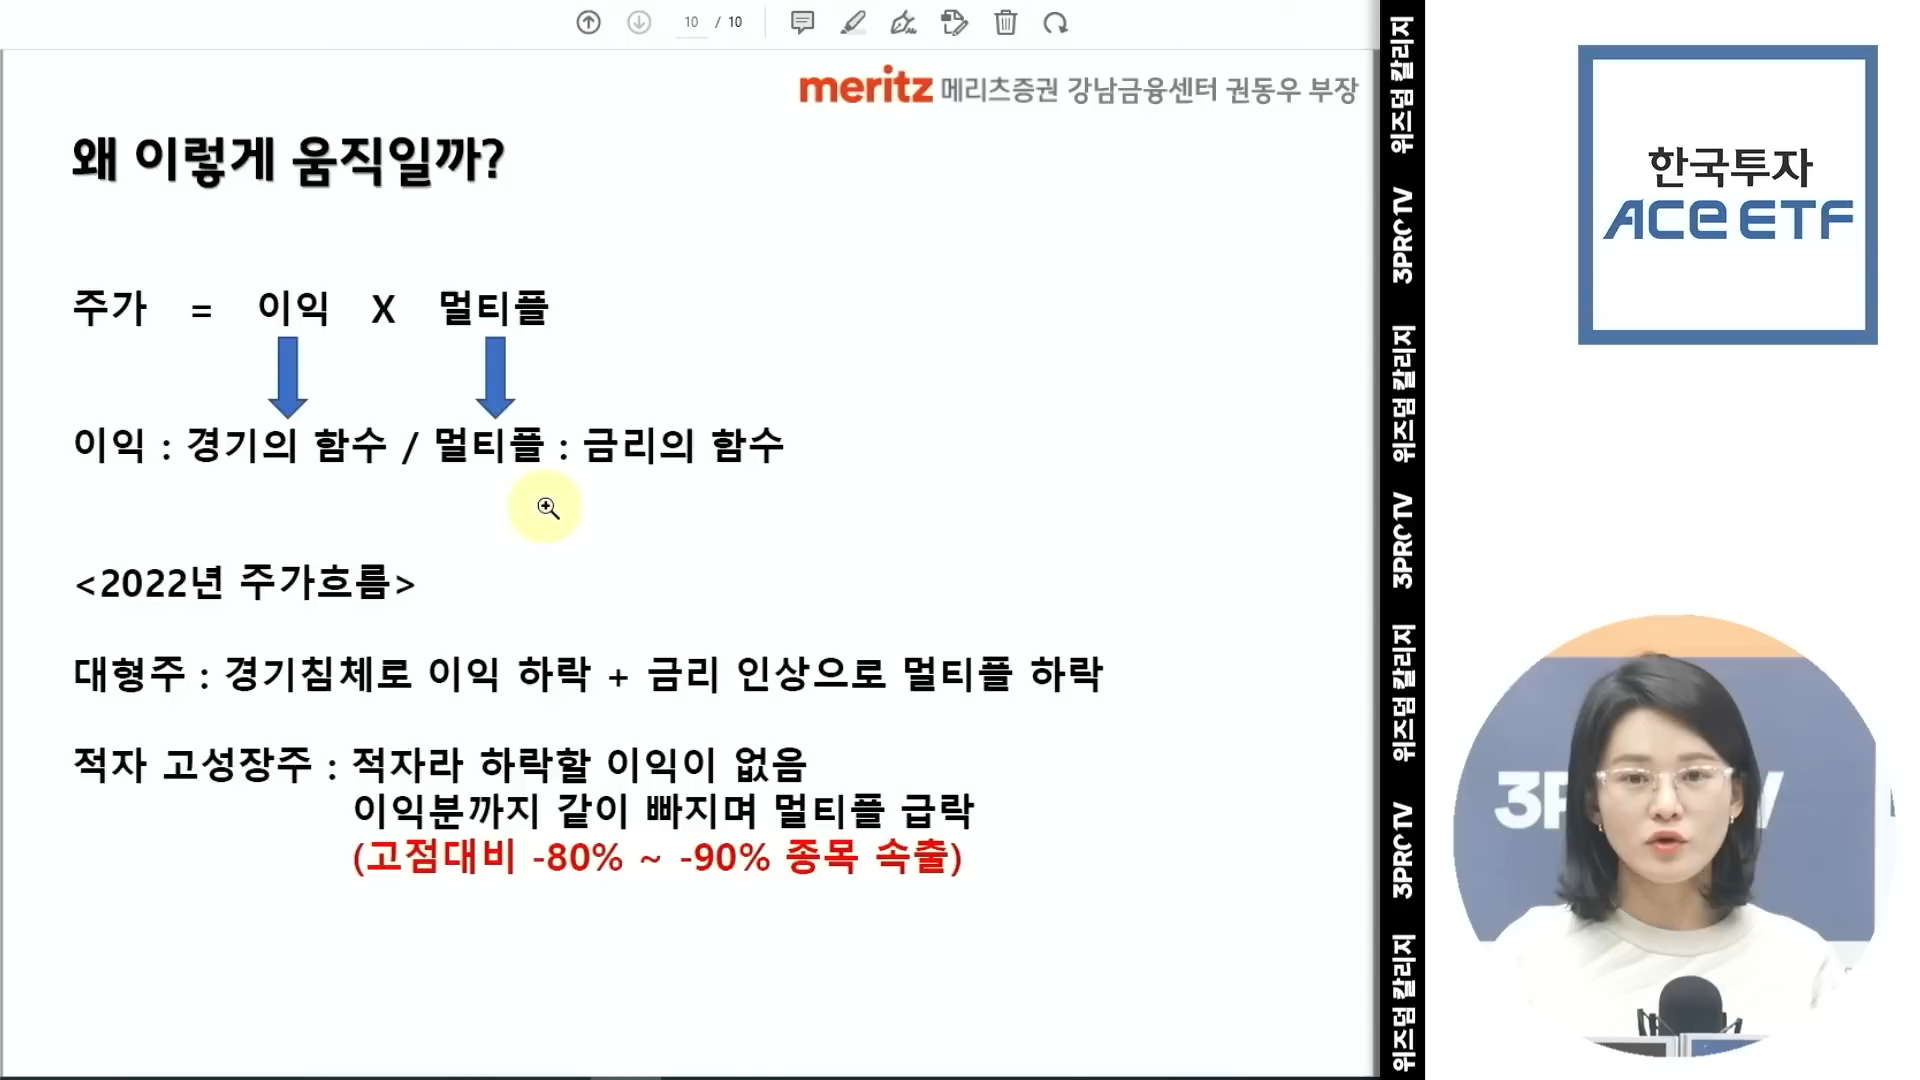 10 / 10
meritz 메리츠증권 강남금융센터 권동우 부장
왜 이렇게 움직일까?
주가 = 이익 X 멀티플
이익 : 경기의 함수 / 멀티플 : 금리의 함수
<2022년 주가흐름>
대형주 : 경기침체로 이익 하락 + 금리 인상으로 멀티플 하락
적자 고성장주 : 적자라 하락할 이익이 없음
이익분까지 같이 빠지며 멀티플 급락
(고점대비 -80% ~ -90% 종목 속출)
위즈덤 칼리지
3PROTV
위즈덤 칼리지
3PROTV
위즈덤 칼리지
3PROTV
위즈덤 칼리지
한국투자
ACE ETF